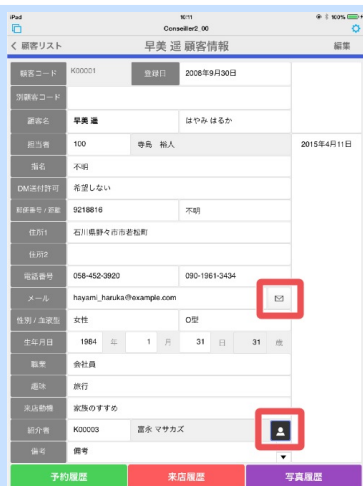 iPad 16:11 100%
Conseiller2_00
く 顧客リスト 早美 遥 顧客情報 編集
顧客コード K00001 登録日 2008年9月30日
別顧客コード
顧客名 早美 遥 はやみ はるか
担当者 100 寺島 裕人 2015年4月11日
指名 不明
DM送付許可 希望しない
郵便番号 / 距離 9218816 不明
住所1 石川県野々市市若松町
住所2
電話番号 058-452-3920 090-1961-3434
メール hayami_haruka@example.com
性別 / 血液型 女性 O型
生年月日 1984 年 1 月 31 日 31 歳
職業 会社員
趣味 旅行
来店動機 家族のすすめ
紹介者 K00003 富永 マサカズ
備考 備考
予約履歴 来店履歴 写真履歴